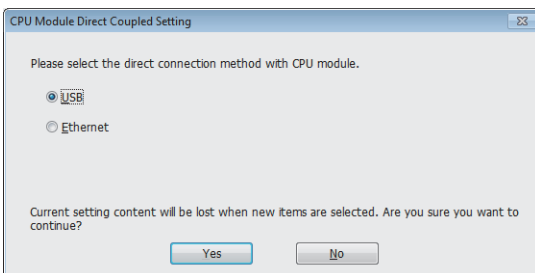 CPU Module Direct Coupled Setting
Please select the direct connection method with CPU module.
USB
Ethernet
Current setting content will be lost when new items are selected. Are you sure you want to
continue?
Yes
No